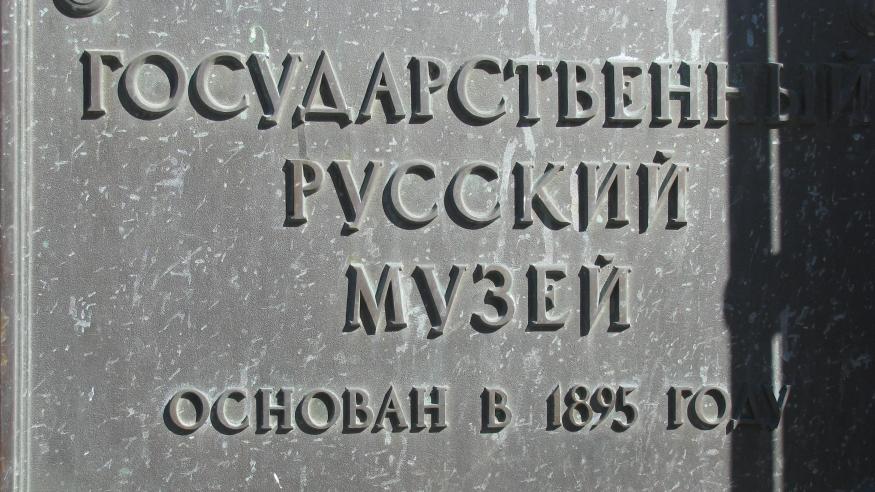 ГОСУДАРСТВЕННЫЙ
РУССКИЙ
МУЗЕЙ
ОСНОВАН В 1895 ГОДУ